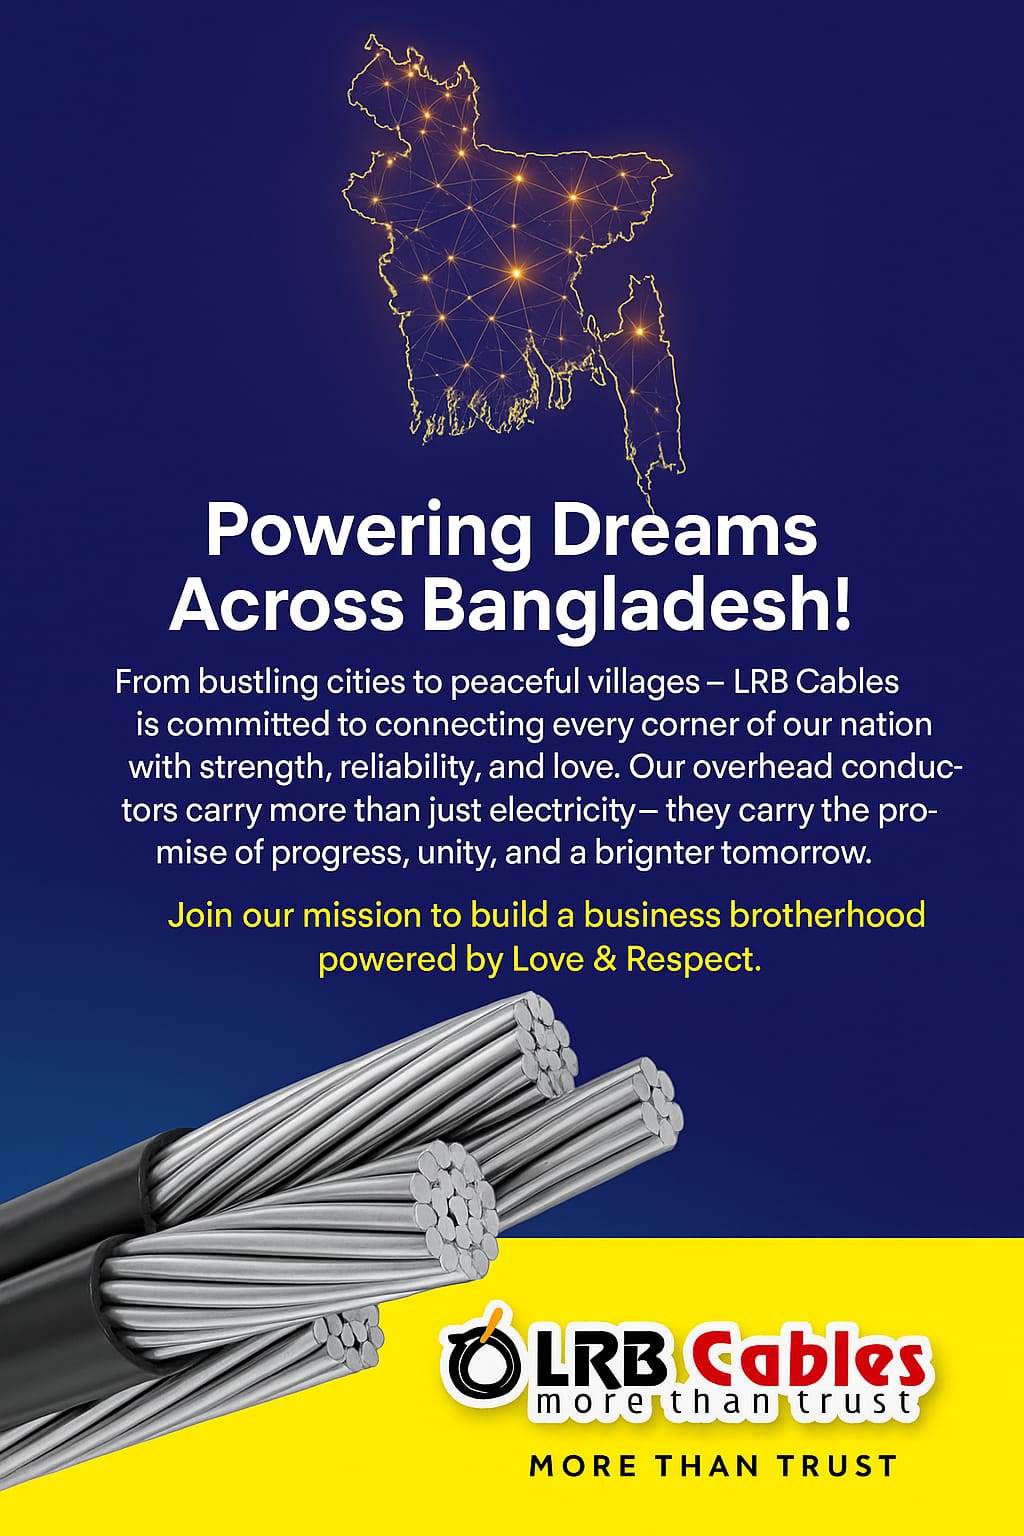 Powering Dreams
Across Bangladesh!
From bustling cities to peaceful villages – LRB Cables
is committed to connecting every corner of our nation
with strength, reliability, and love. Our overhead conduc-
tors carry more than just electricity – they carry the pro-
mise of progress, unity, and a brignter tomorrow.
Join our mission to build a business brotherhood
powered by Love & Respect.
LRB Cables
more than trust
MORE THAN TRUST